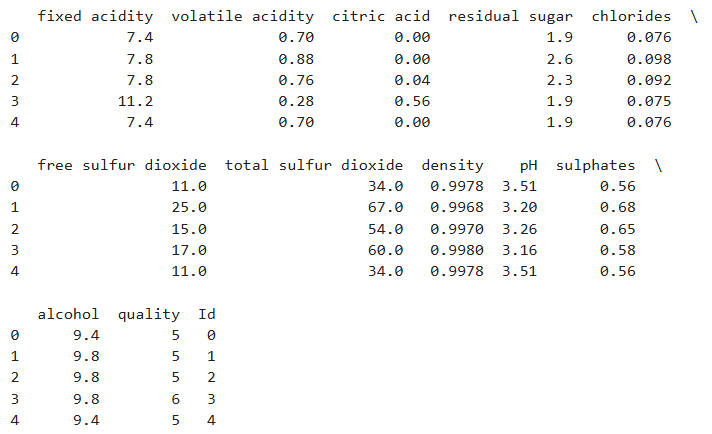 fixed acidity volatile acidity citric acid residual sugar chlorides \
0 7.4 0.70 0.00 1.9 0.076
1 7.8 0.88 0.00 2.6 0.098
2 7.8 0.76 0.04 2.3 0.092
3 11.2 0.28 0.56 1.9 0.075
4 7.4 0.70 0.00 1.9 0.076
free sulfur dioxide total sulfur dioxide density pH sulphates \
0 11.0 34.0 0.9978 3.51 0.56
1 25.0 67.0 0.9968 3.20 0.68
2 15.0 54.0 0.9970 3.26 0.65
3 17.0 60.0 0.9980 3.16 0.58
4 11.0 34.0 0.9978 3.51 0.56
alcohol quality Id
0 9.4 5 0
1 9.8 5 1
2 9.8 5 2
3 9.8 6 3
4 9.4 5 4